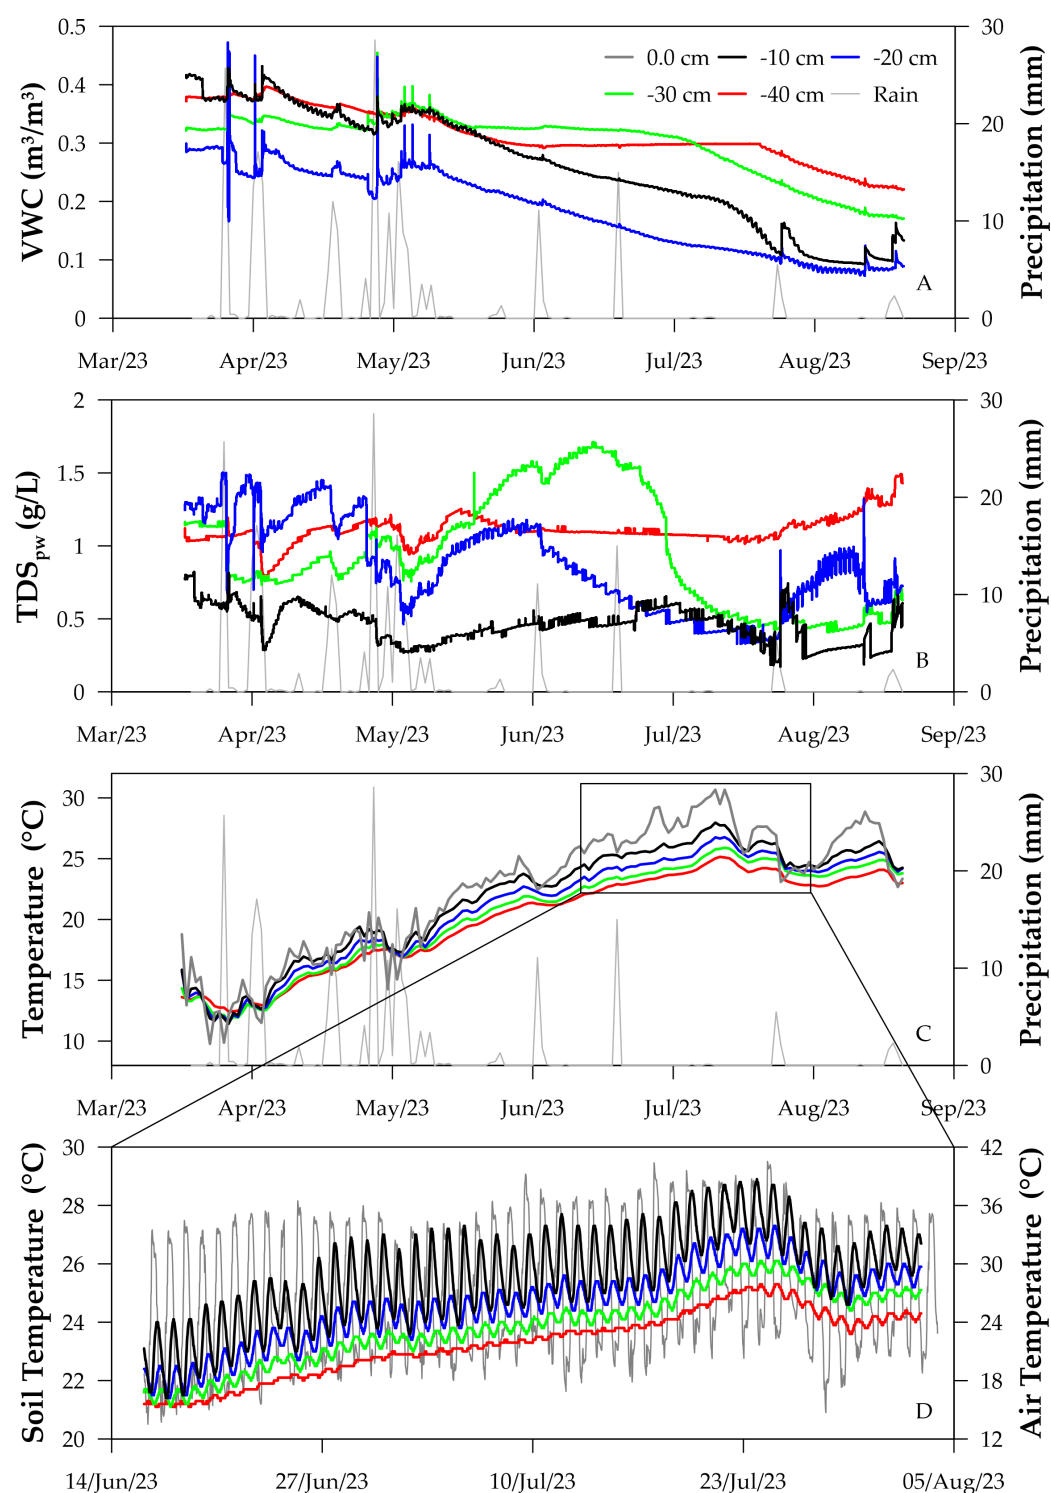 0.5
0.4
0.3
0.2
0.1
0
VWC (m³/m³)
0.0 cm -10 cm -20 cm
-30 cm -40 cm Rain
30
20
10
0
Precipitation (mm)
A
Mar/23 Apr/23 May/23 Jun/23 Jul/23 Aug/23 Sep/23
2
1.5
1
0.5
0
TDSpw (g/L)
30
20
10
0
Precipitation (mm)
B
Mar/23 Apr/23 May/23 Jun/23 Jul/23 Aug/23 Sep/23
30
25
20
15
10
Temperature (°C)
30
20
10
0
Precipitation (mm)
C
Mar/23 Apr/23 May/23 Jun/23 Jul/23 Aug/23 Sep/23
30
28
26
24
22
20
Soil Temperature (°C)
42
36
30
24
18
12
Air Temperature (°C)
D
14/Jun/23 27/Jun/23 10/Jul/23 23/Jul/23 05/Aug/23